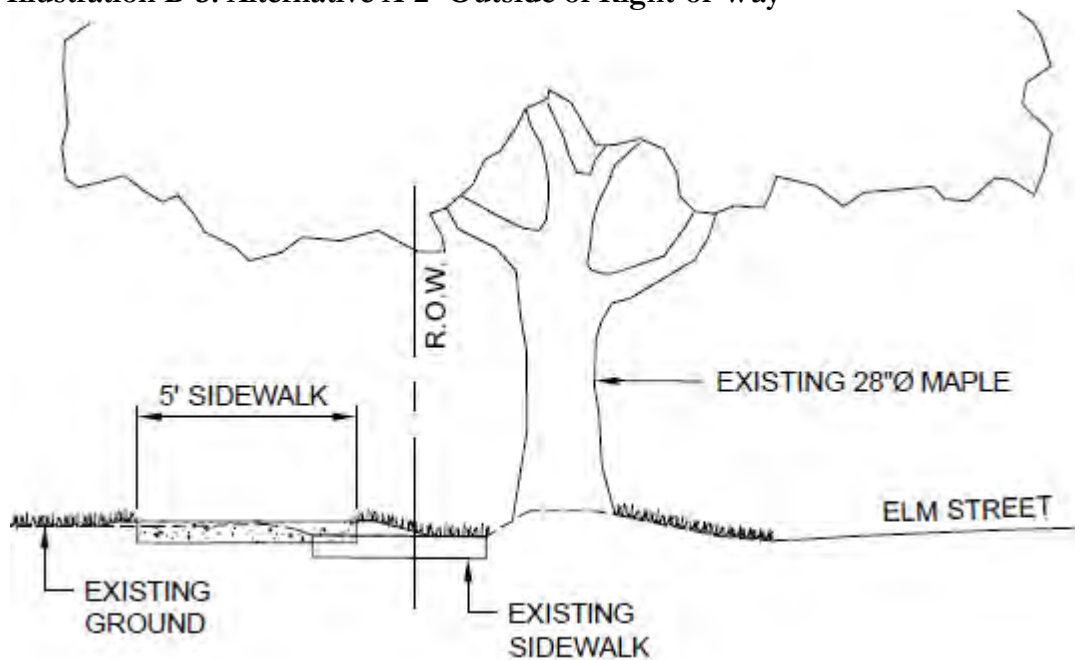 Illustration B-3: Alternative A-2- Outside of Right-of-Way
R.O.W.
5' SIDEWALK
EXISTING 28"Ø MAPLE
ELM STREET
EXISTING
GROUND
EXISTING
SIDEWALK